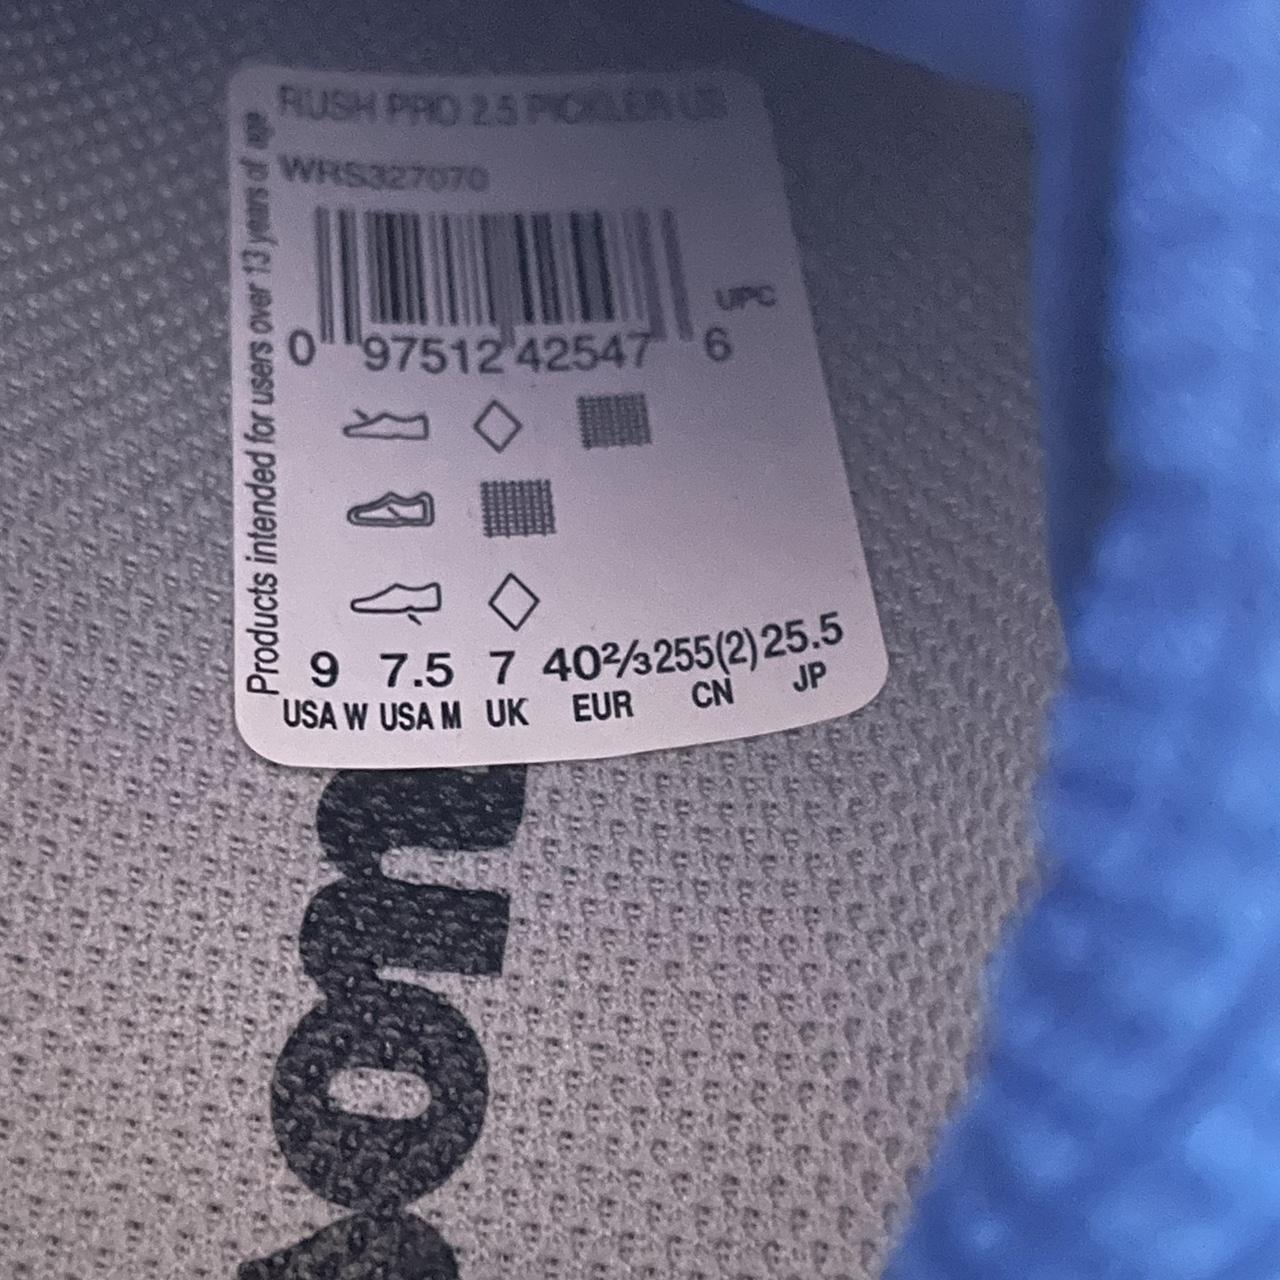 RUSH PRO 2.5 PICKLER US
WRS327070
UPC
0 97512 42547 6
Products intended for users over 13 years of age
9 7.5 7 40⅔ 255(2) 25.5
USA W USA M UK EUR CN JP
on